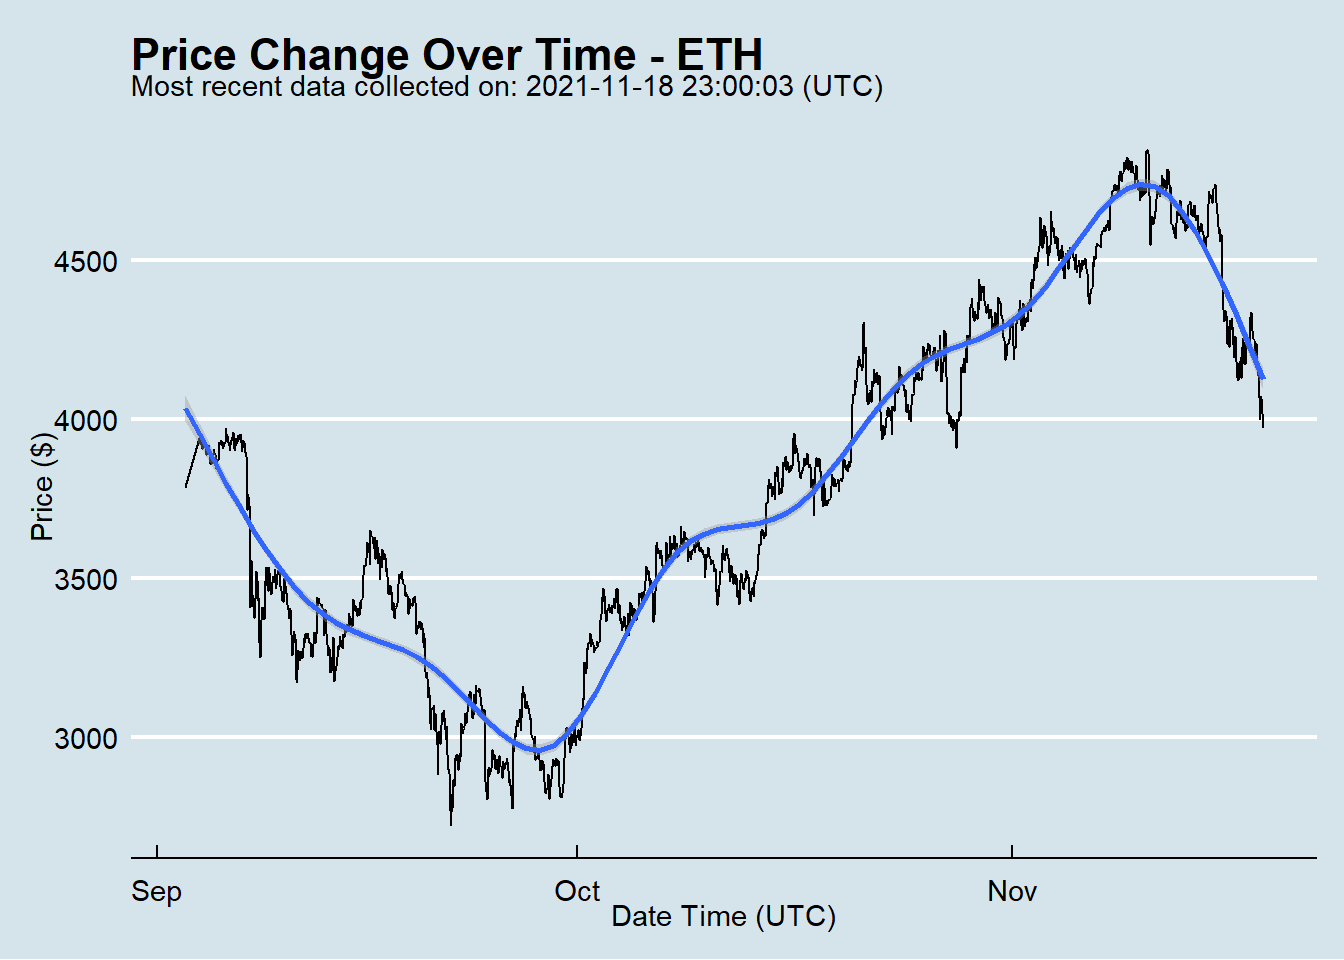 Price Change Over Time - ETH
Most recent data collected on: 2021-11-18 23:00:03 (UTC)
Price ($)
4500
4000
3500
3000
Sep
Oct
Nov
Date Time (UTC)